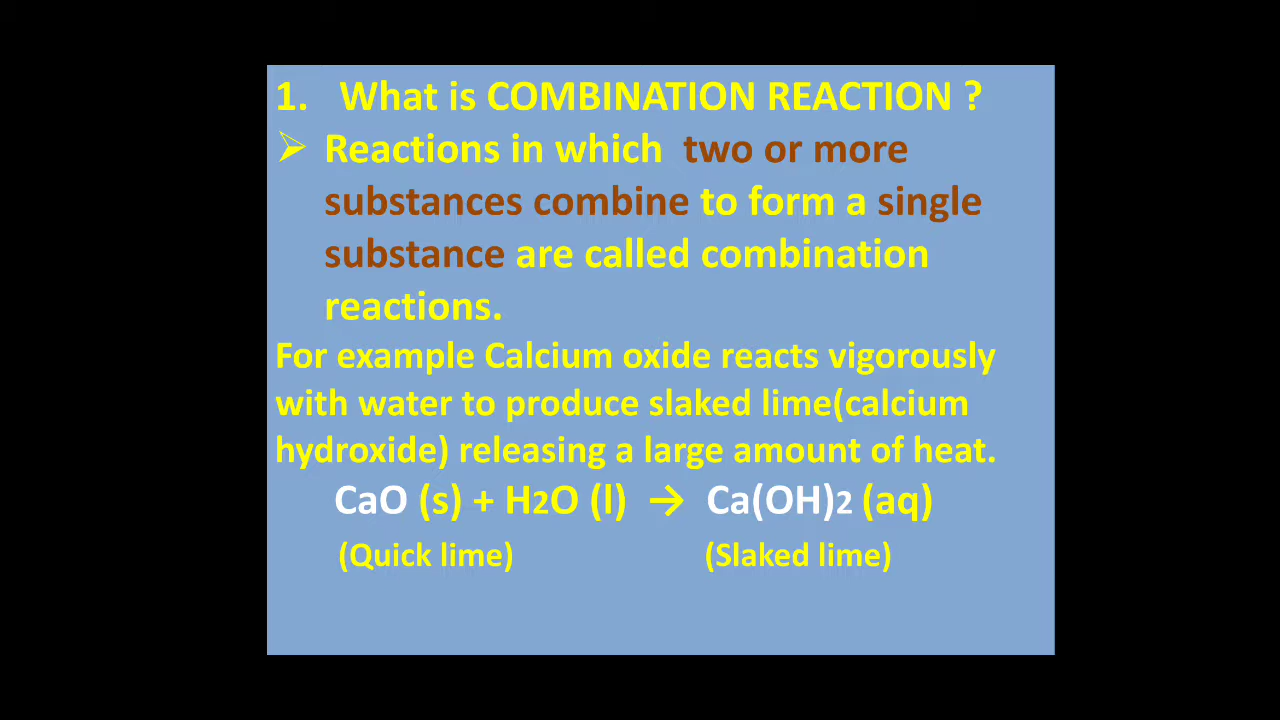 1. What is COMBINATION REACTION ?
➢ Reactions in which two or more
substances combine to form a single
substance are called combination
reactions.
For example Calcium oxide reacts vigorously
with water to produce slaked lime(calcium
hydroxide) releasing a large amount of heat.
CaO (s) + H2O (l) → Ca(OH)2 (aq)
(Quick lime) (Slaked lime)